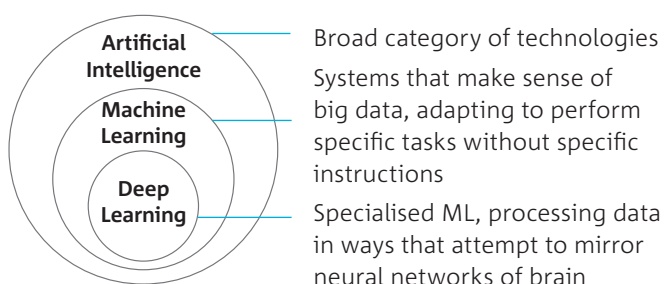 Artificial
Intelligence
Machine
Learning
Deep
Learning
Broad category of technologies
Systems that make sense of
big data, adapting to perform
specific tasks without specific
instructions
Specialised ML, processing data
in ways that attempt to mirror
neural networks of brain